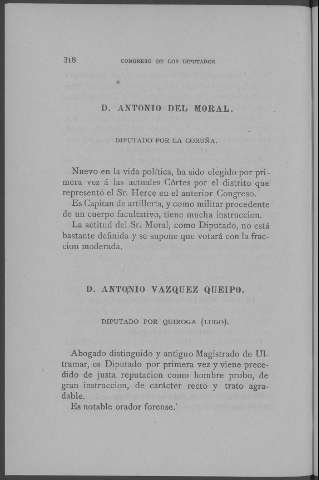 318
CONGRESO DE LOS DIPUTADOS
D. ANTONIO DEL MORAL.
DIPUTADO POR LA CORUÑA.
Nuevo en la vida política, ha sido elegido por pri-
mera vez á las actuales Córtes por el distrito que
representó el Sr. Herce en el anterior Congreso.
Es Capitan de artillería, y como militar procedente
de un cuerpo facultativo, tiene mucha instruccion.
La actitud del Sr. Moral, como Diputado, no está
bastante definida y se supone que votará con la frac-
cion moderada.
D. ANTONIO VAZQUEZ QUEIPO.
DIPUTADO POR QUIROGA (LUGO).
Abogado distinguido y antiguo Magistrado de Ul-
tramar, es Diputado por primera vez y viene prece-
dido de justa reputacion como hombre probo, de
gran instruccion, de carácter recto y trato agra-
dable.
Es notable orador forense.